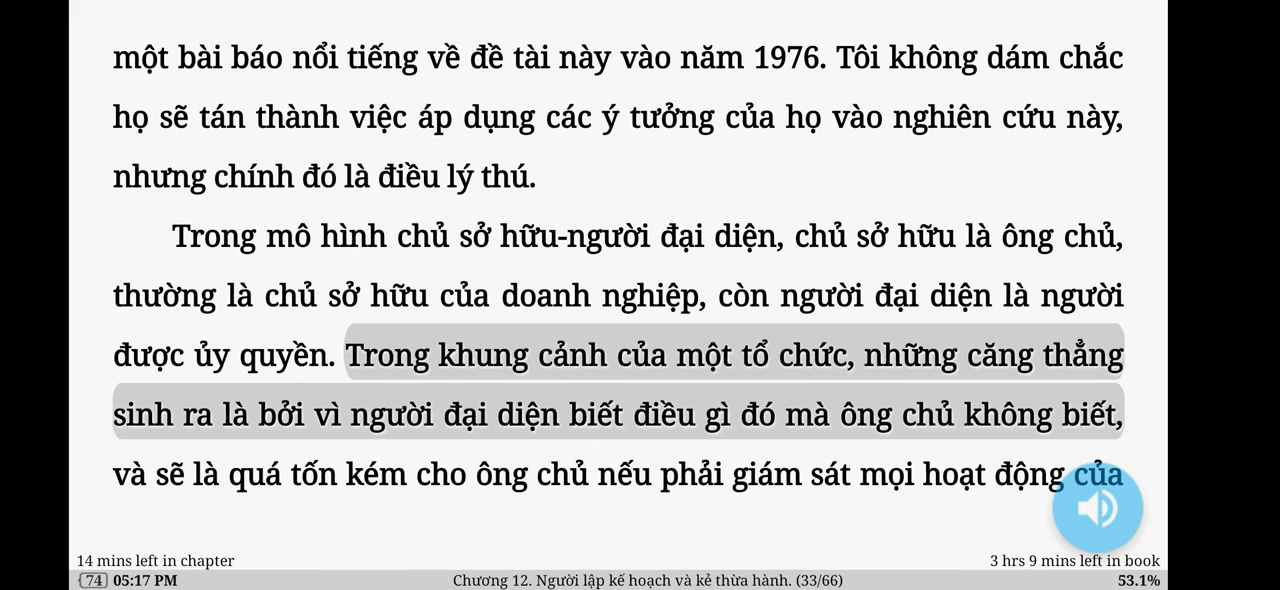 một bài báo nổi tiếng về đề tài này vào năm 1976. Tôi không dám chắc
họ sẽ tán thành việc áp dụng các ý tưởng của họ vào nghiên cứu này,
nhưng chính đó là điều lý thú.
Trong mô hình chủ sở hữu-người đại diện, chủ sở hữu là ông chủ,
thường là chủ sở hữu của doanh nghiệp, còn người đại diện là người
được ủy quyền. Trong khung cảnh của một tổ chức, những căng thẳng
sinh ra là bởi vì người đại diện biết điều gì đó mà ông chủ không biết,
và sẽ là quá tốn kém cho ông chủ nếu phải giám sát mọi hoạt động của
14 mins left in chapter 3 hrs 9 mins left in book
74 05:17 PM Chương 12. Người lập kế hoạch và kẻ thừa hành. (33/66) 53.1%